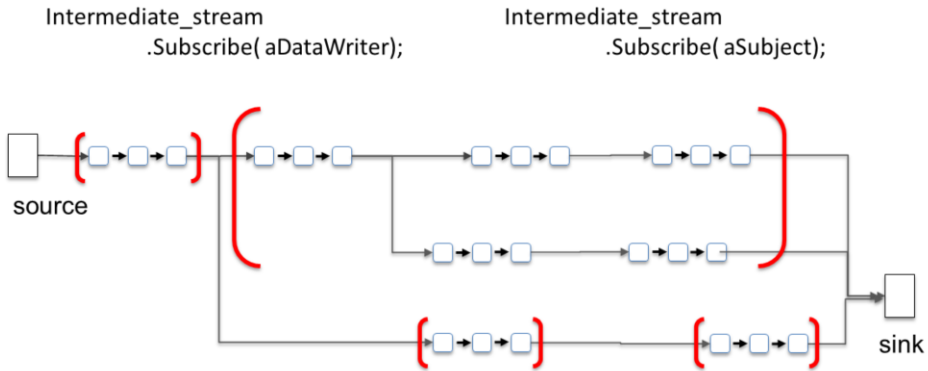 Intermediate_stream
.Subscribe( aDataWriter);
Intermediate_stream
.Subscribe( aSubject);
source
sink